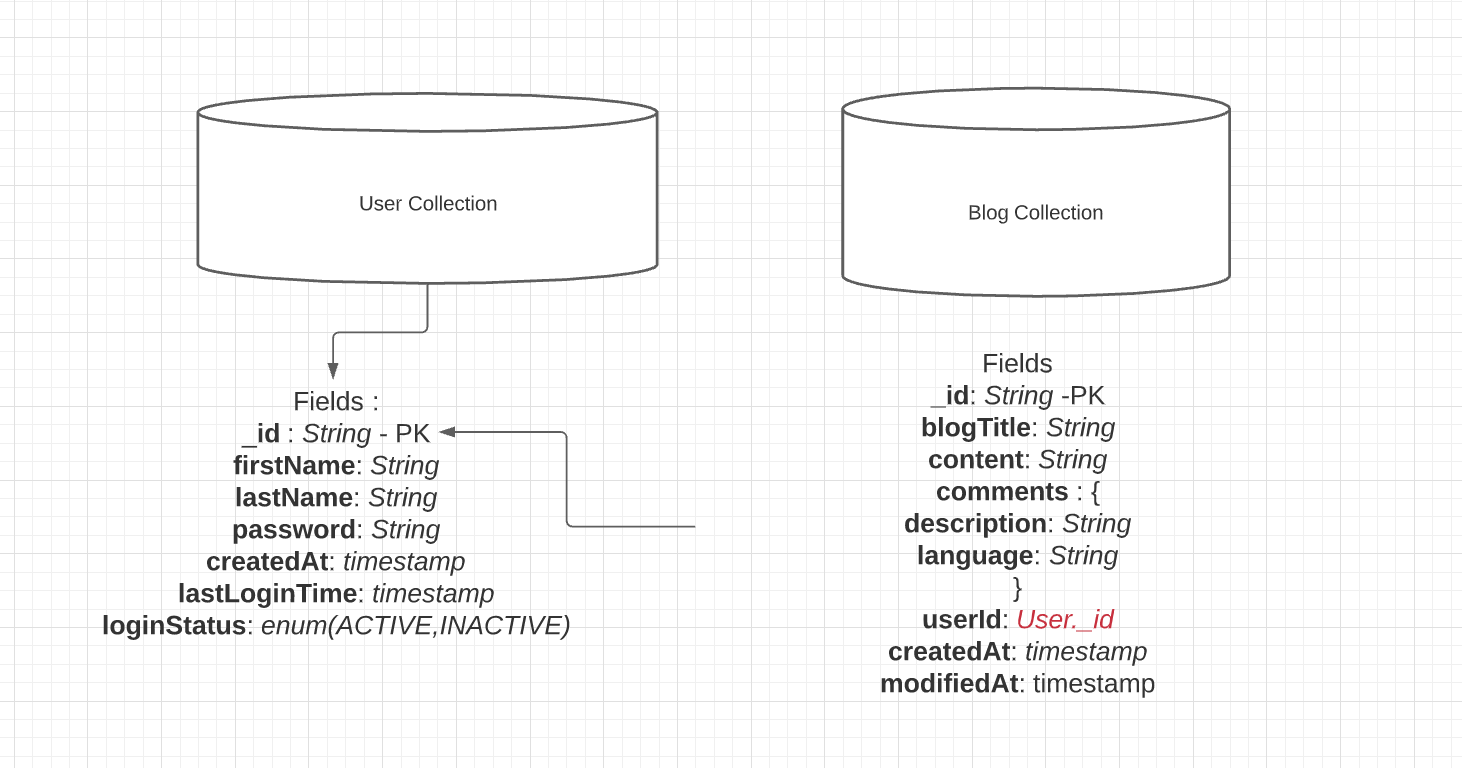 User Collection
Blog Collection
Fields :
_id : String - PK
firstName: String
lastName: String
password: String
createdAt: timestamp
lastLoginTime: timestamp
loginStatus: enum(ACTIVE,INACTIVE)
Fields
_id: String -PK
blogTitle: String
content: String
comments : {
description: String
language: String
}
userId: User._id
createdAt: timestamp
modifiedAt: timestamp